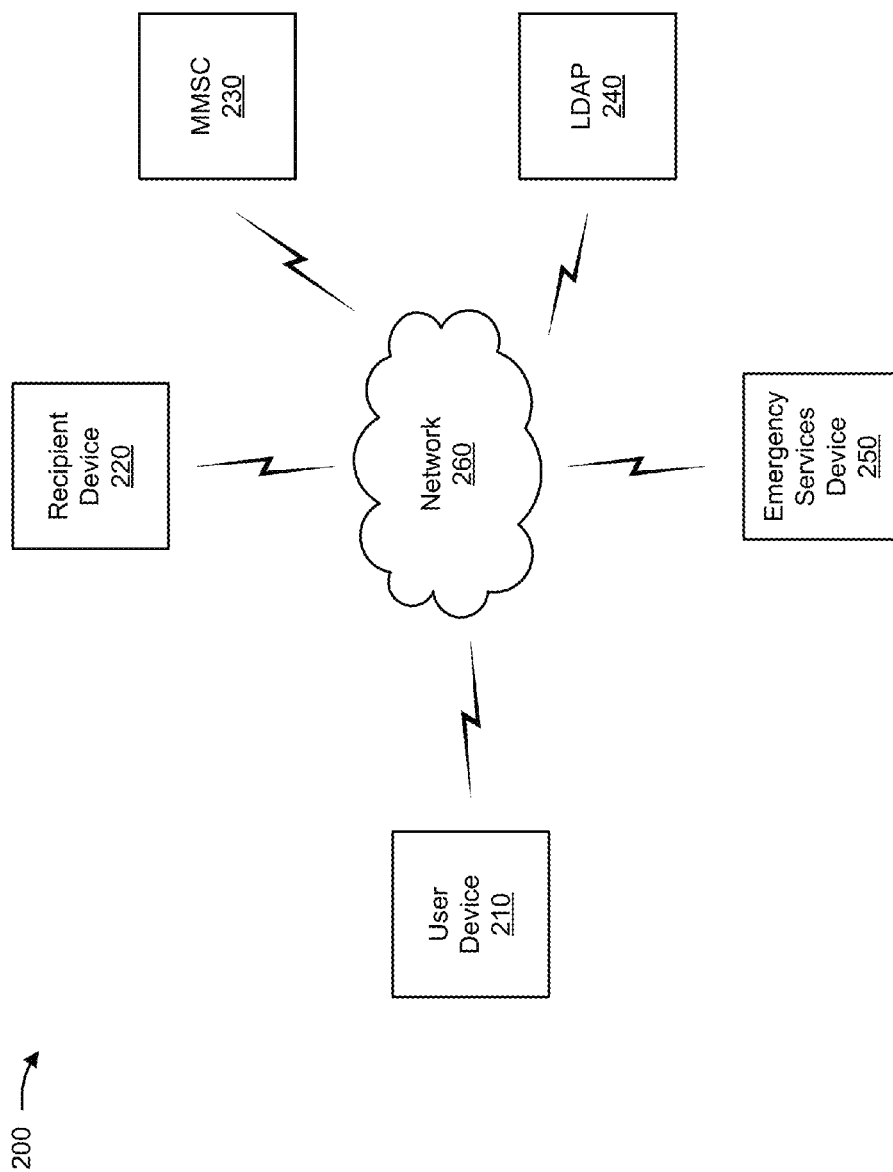 200
Recipient
Device
220
MMSC
230
User
Device
210
Network
260
LDAP
240
Emergency
Services
Device
250